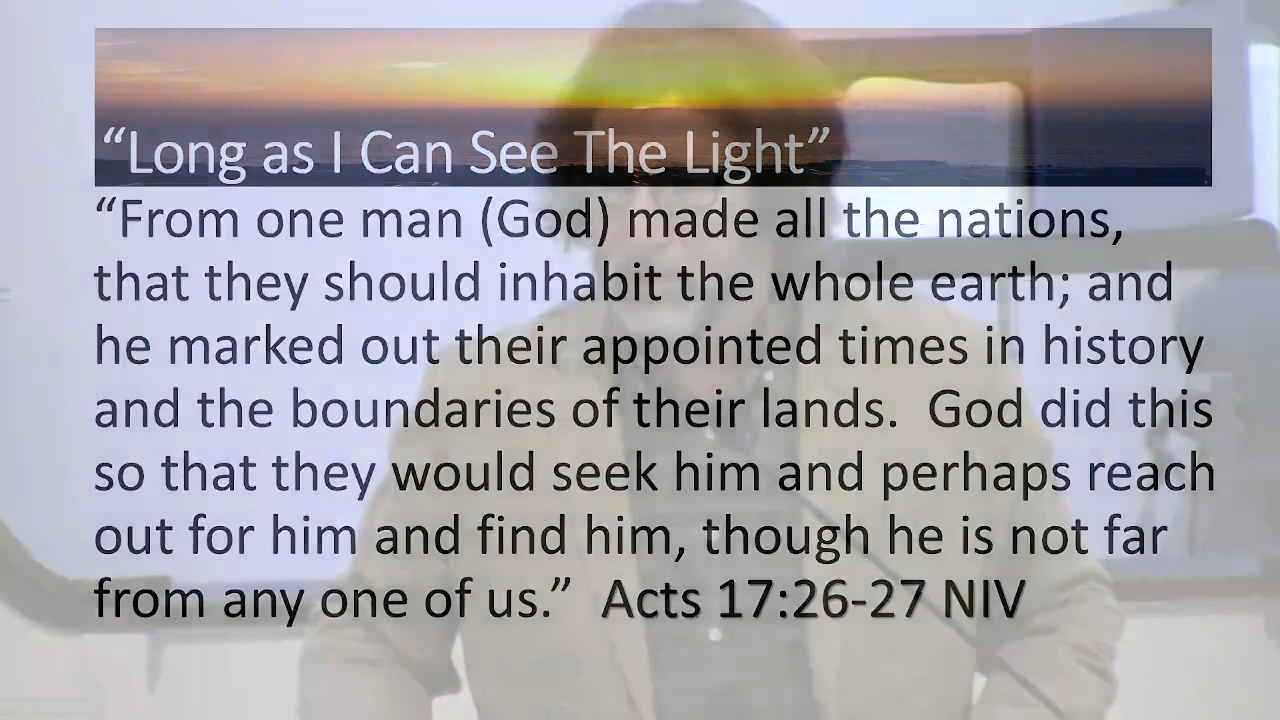 “Long as I Can See The Light”
“From one man (God) made all the nations,
that they should inhabit the whole earth; and
he marked out their appointed times in history
and the boundaries of their lands.  God did this
so that they would seek him and perhaps reach
out for him and find him, though he is not far
from any one of us.”  Acts 17:26-27 NIV